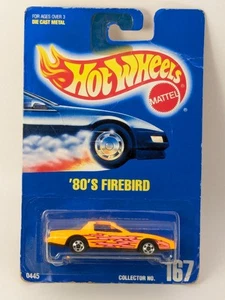 FOR AGES OVER 3
DIE CAST METAL
HOT WHEELS
MATTEL
'80'S FIREBIRD
0445
COLLECTOR NO.
167